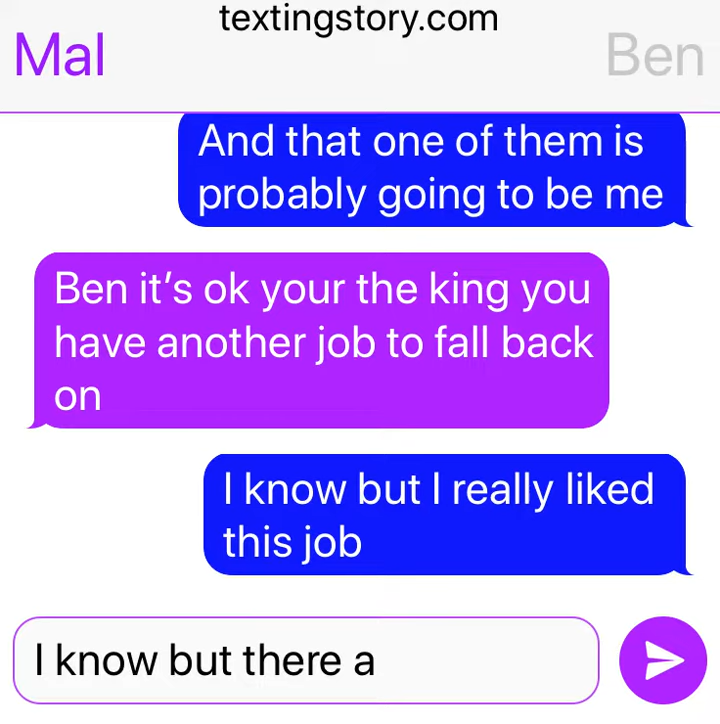 textingstory.com
Mal
Ben
And that one of them is
probably going to be me
Ben it’s ok your the king you
have another job to fall back
on
I know but I really liked
this job
I know but there a